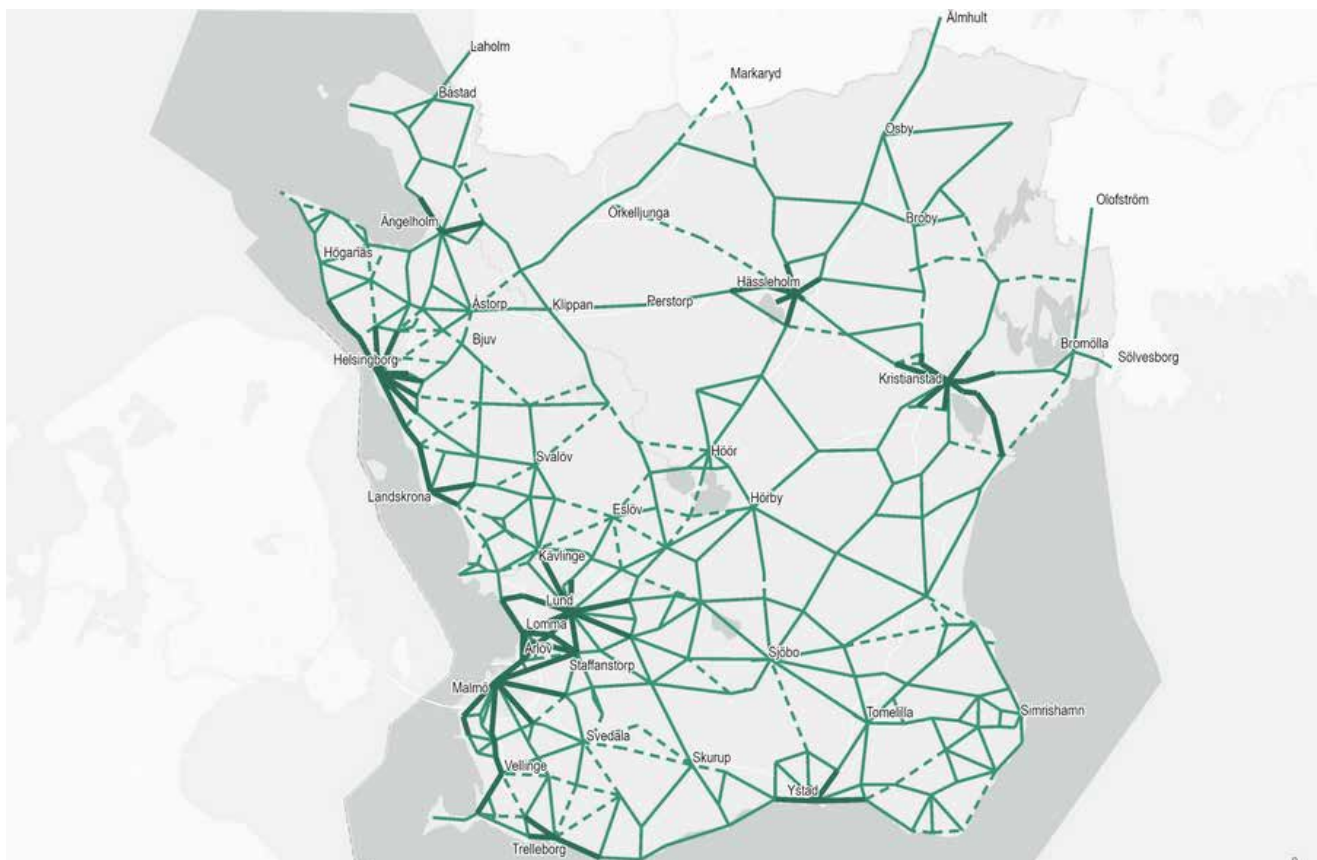 Älmhult
Laholm
Markaryd
Båstad
Osby
Olofström
Örkelljunga
Broby
Ängelholm
Höganäs
Hässleholm
Åstorp
Klippan
Perstorp
Bjuv
Bromölla
Helsingborg
Sölvesborg
Kristianstad
Höör
Svalöv
Landskrona
Hörby
Eslöv
Kävlinge
Lund
Lomma
Arlöv
Staffanstorp
Sjöbo
Malmö
Simrishamn
Tomelilla
Svedala
Skurup
Vellinge
Ystad
Trelleborg